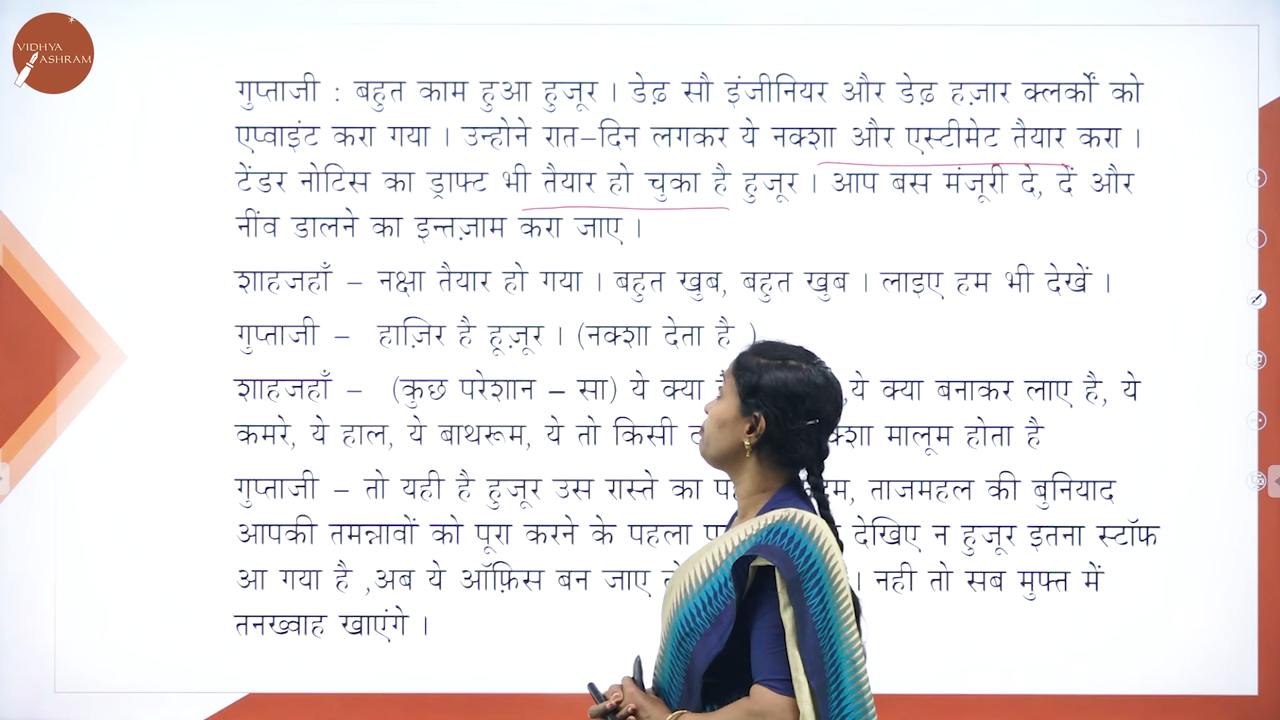 VIDHYA
ASHRAM
गुप्ताजी : बहुत काम हुआ हुजूर । डेढ़ सौ इंजीनियर और डेढ़ हज़ार क्लर्कों को
एप्वाइंट करा गया । उन्होने रात–दिन लगकर ये नक्शा और एस्टीमेट तैयार करा ।
टेंडर नोटिस का ड्राफ्ट भी तैयार हो चुका है हुजूर । आप बस मंजूरी दे, दें और
नींव डालने का इन्तज़ाम करा जाए ।
शाहजहाँ – नक्षा तैयार हो गया । बहुत खुब, बहुत खुब । लाइए हम भी देखें ।
गुप्ताजी – हाज़िर है हूज़ूर । (नक्शा देता है )
शाहजहाँ – (कुछ परेशान – सा) ये क्या ,ये क्या बनाकर लाए है, ये
कमरे, ये हाल, ये बाथरूम, ये तो किसी मालूम होता है
गुप्ताजी – तो यही है हुजूर उस रास्ते का ताजमहल की बुनियाद
आपकी तमन्नावों को पूरा करने के पहला देखिए न हुजूर इतना स्टॉफ
आ गया है ,अब ये ऑफ़िस बन जाए । नही तो सब मुफ्त में
तनख्वाह खाएंगे ।